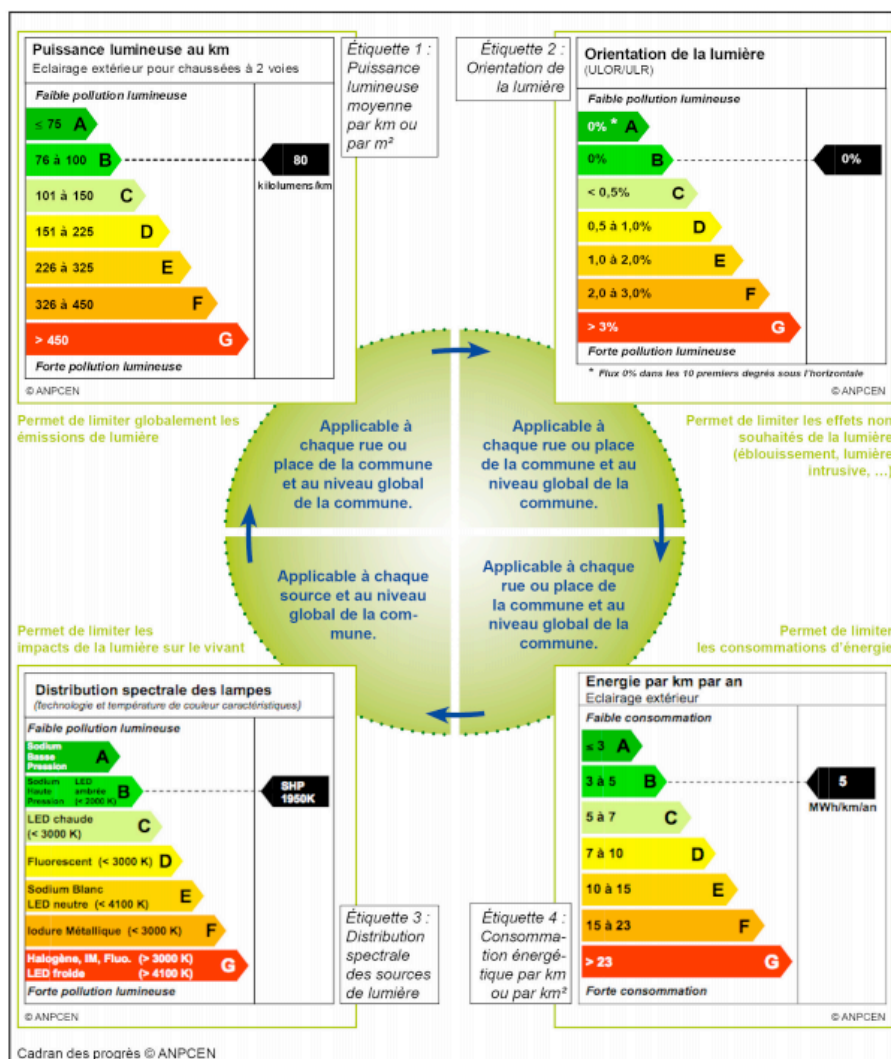 Puissance lumineuse au km
Eclairage extérieur pour chaussées à 2 voies
Faible pollution lumineuse
≤ 75 A
76 à 100 B
80
kilolumens/km
101 à 150 C
151 à 225 D
226 à 325 E
326 à 450 F
> 450 G
Forte pollution lumineuse
© ANPCEN
Étiquette 1 :
Puissance
lumineuse
moyenne
par km ou
par m²
Étiquette 2 :
Orientation de
la lumière
Orientation de la lumière
(ULOR/ULR)
Faible pollution lumineuse
0% * A
0% B
0%
< 0,5% C
0,5 à 1,0% D
1,0 à 2,0% E
2,0 à 3,0% F
> 3% G
Forte pollution lumineuse
* Flux 0% dans les 10 premiers degrés sous l'horizontale
© ANPCEN
Permet de limiter globalement les
émissions de lumière
Permet de limiter les effets non
souhaités de la lumière
(éblouissement, lumière
intrusive, ...)
Applicable à
chaque rue ou
place de la commune
et au niveau global
de la commune.
Applicable à
chaque rue ou place
de la commune et au
niveau global de la
commune.
Applicable à chaque
source et au niveau
global de la com-
mune.
Applicable à chaque
rue ou place de
la commune et au
niveau global de la
commune.
Permet de limiter les
impacts de la lumière sur le vivant
Permet de limiter
les consommations d'énergie
Distribution spectrale des lampes
(technologie et température de couleur caractéristiques)
Faible pollution lumineuse
Sodium
Basse
Pression
A
Sodium
Haute
Pression
LED
ambrée
(< 2000 K)
B
SHP
1950K
LED chaude
(< 3000 K)
C
Fluorescent (< 3000 K) D
Sodium Blanc
LED neutre (< 4100 K)
E
Iodure Métallique (< 3000 K) F
Halogène, IM, Fluo. (> 3000 K)
LED froide (> 4100 K)
G
Forte pollution lumineuse
© ANPCEN
Étiquette 3 :
Distribution
spectrale
des sources
de lumière
Étiquette 4 :
Consomma-
tion énergé-
tique par km
ou par km²
Energie par km par an
Eclairage extérieur
Faible consommation
≤ 3 A
3 à 5 B
5
MWh/km/an
5 à 7 C
7 à 10 D
10 à 15 E
15 à 23 F
> 23 G
Forte consommation
© ANPCEN
Cadran des progrès © ANPCEN